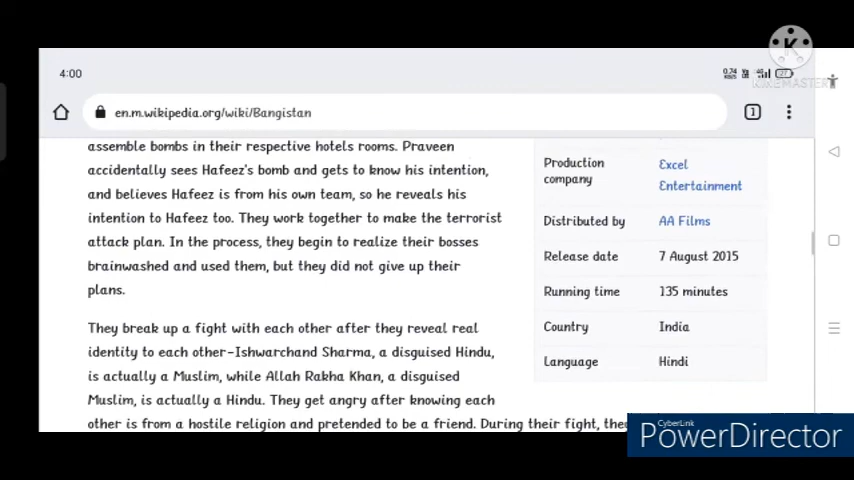 4:00
0.74
KB/S
27
KINEMASTER
en.m.wikipedia.org/wiki/Bangistan
1
assemble bombs in their respective hotels rooms. Praveen
accidentally sees Hafeez's bomb and gets to know his intention,
and believes Hafeez is from his own team, so he reveals his
intention to Hafeez too. They work together to make the terrorist
attack plan. In the process, they begin to realize their bosses
brainwashed and used them, but they did not give up their
plans.
They break up a fight with each other after they reveal real
identity to each other-Ishwarchand Sharma, a disguised Hindu,
is actually a Muslim, while Allah Rakha Khan, a disguised
Muslim, is actually a Hindu. They get angry after knowing each
other is from a hostile religion and pretended to be a friend. During their fight,
Production
company
Excel
Entertainment
Distributed by
AA Films
Release date
7 August 2015
Running time
135 minutes
Country
India
Language
Hindi
CyberLink
PowerDirector